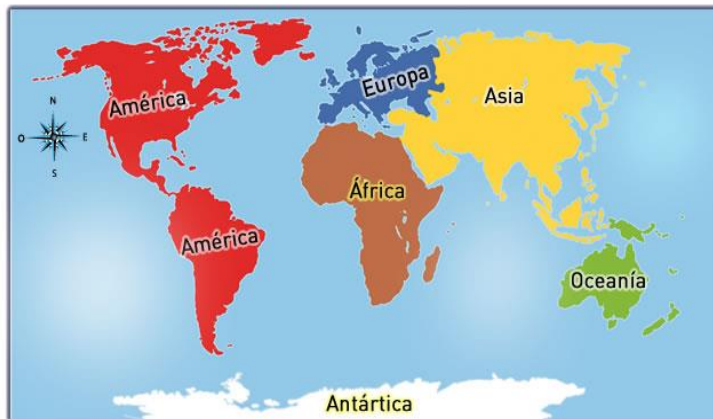 América
Europa
Asia
N
O
E
S
África
América
Oceanía
Antártica